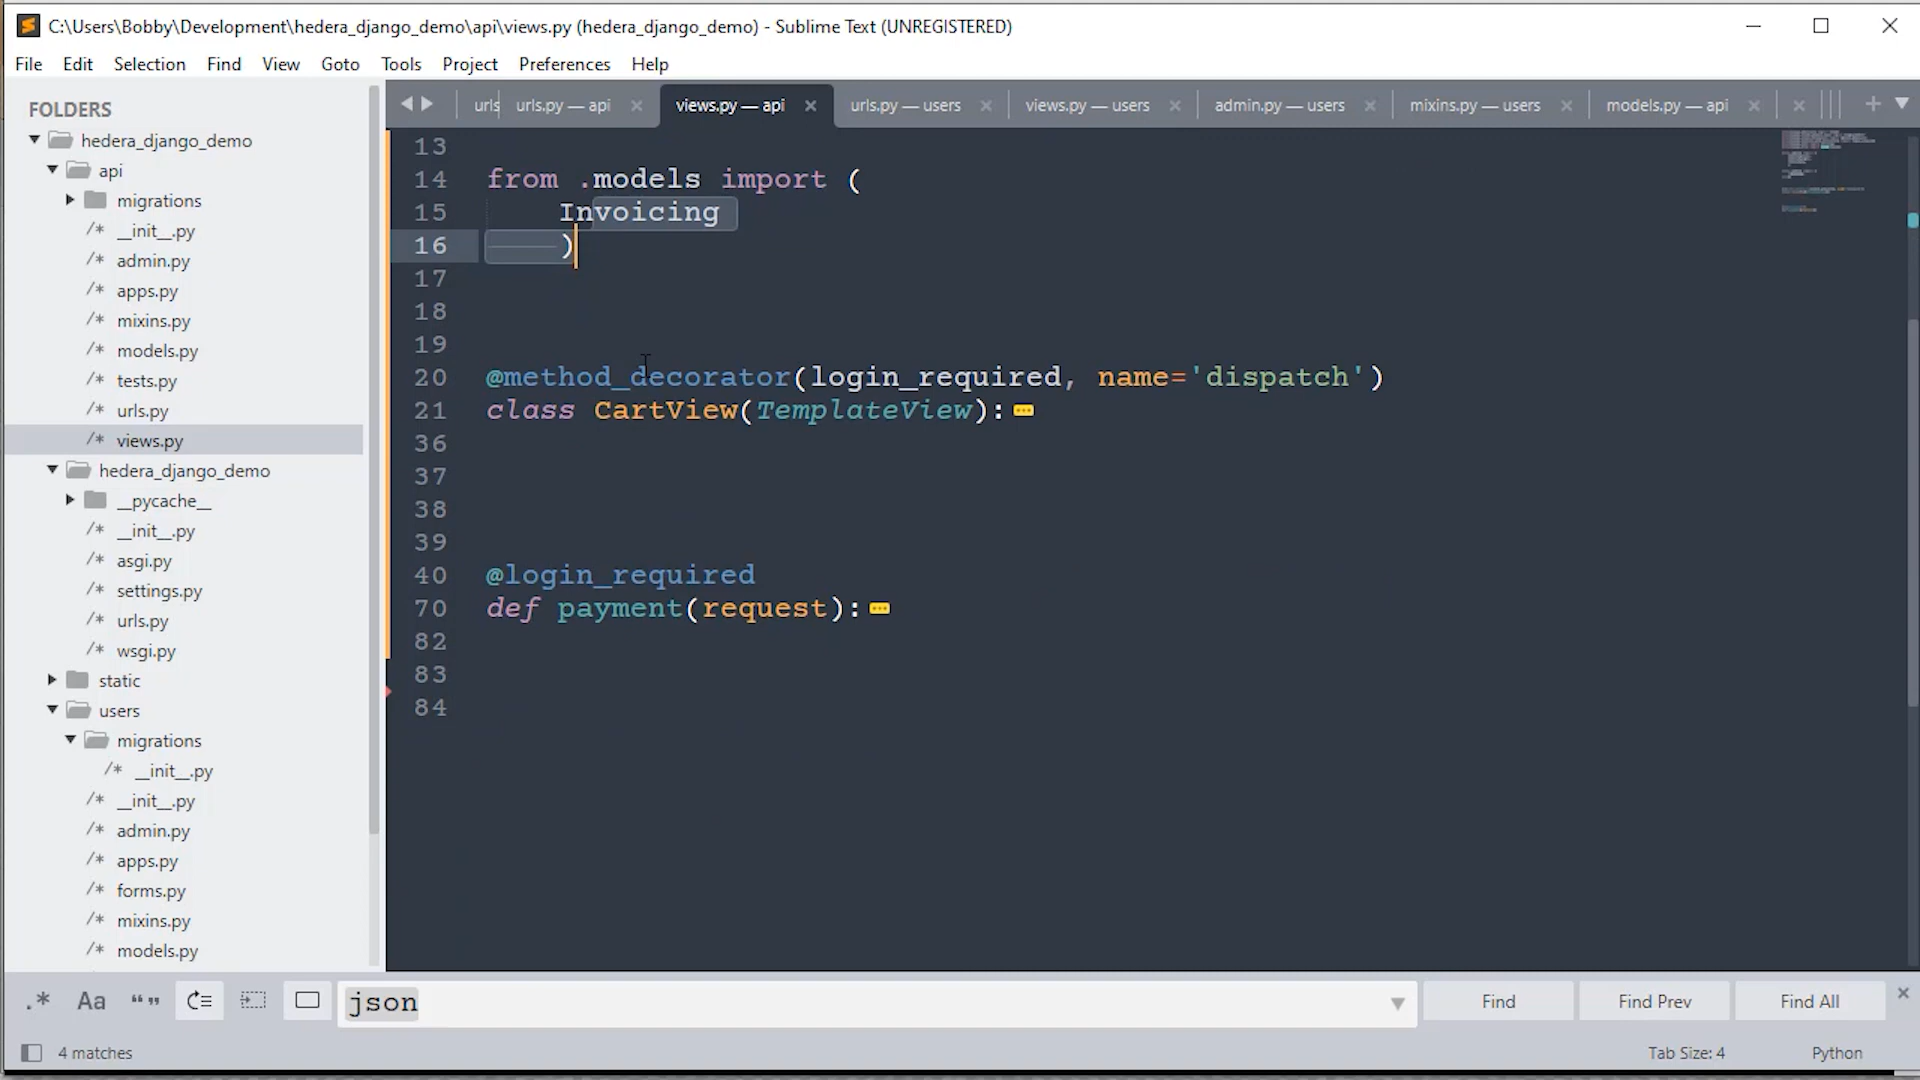 C:\Users\Bobby\Development\hedera_django_demo\api\views.py (hedera_django_demo) - Sublime Text (UNREGISTERED)
File Edit Selection Find View Goto Tools Project Preferences Help
FOLDERS
hedera_django_demo
api
migrations
/* __init__.py
/* admin.py
/* apps.py
/* mixins.py
/* models.py
/* tests.py
/* urls.py
/* views.py
hedera_django_demo
__pycache__
/* __init__.py
/* asgi.py
/* settings.py
/* urls.py
/* wsgi.py
static
users
migrations
/* __init__.py
/* __init__.py
/* admin.py
/* apps.py
/* forms.py
/* mixins.py
/* models.py
urls urls.py — api views.py — api urls.py — users views.py — users admin.py — users mixins.py — users models.py — api
13
14 from .models import (
15 Invoicing
16 )
17
18
19
20 @method_decorator(login_required, name='dispatch')
21 class CartView(TemplateView):
36
37
38
39
40 @login_required
70 def payment(request):
82
83
84
.* Aa “” json Find Find Prev Find All
4 matches Tab Size: 4 Python